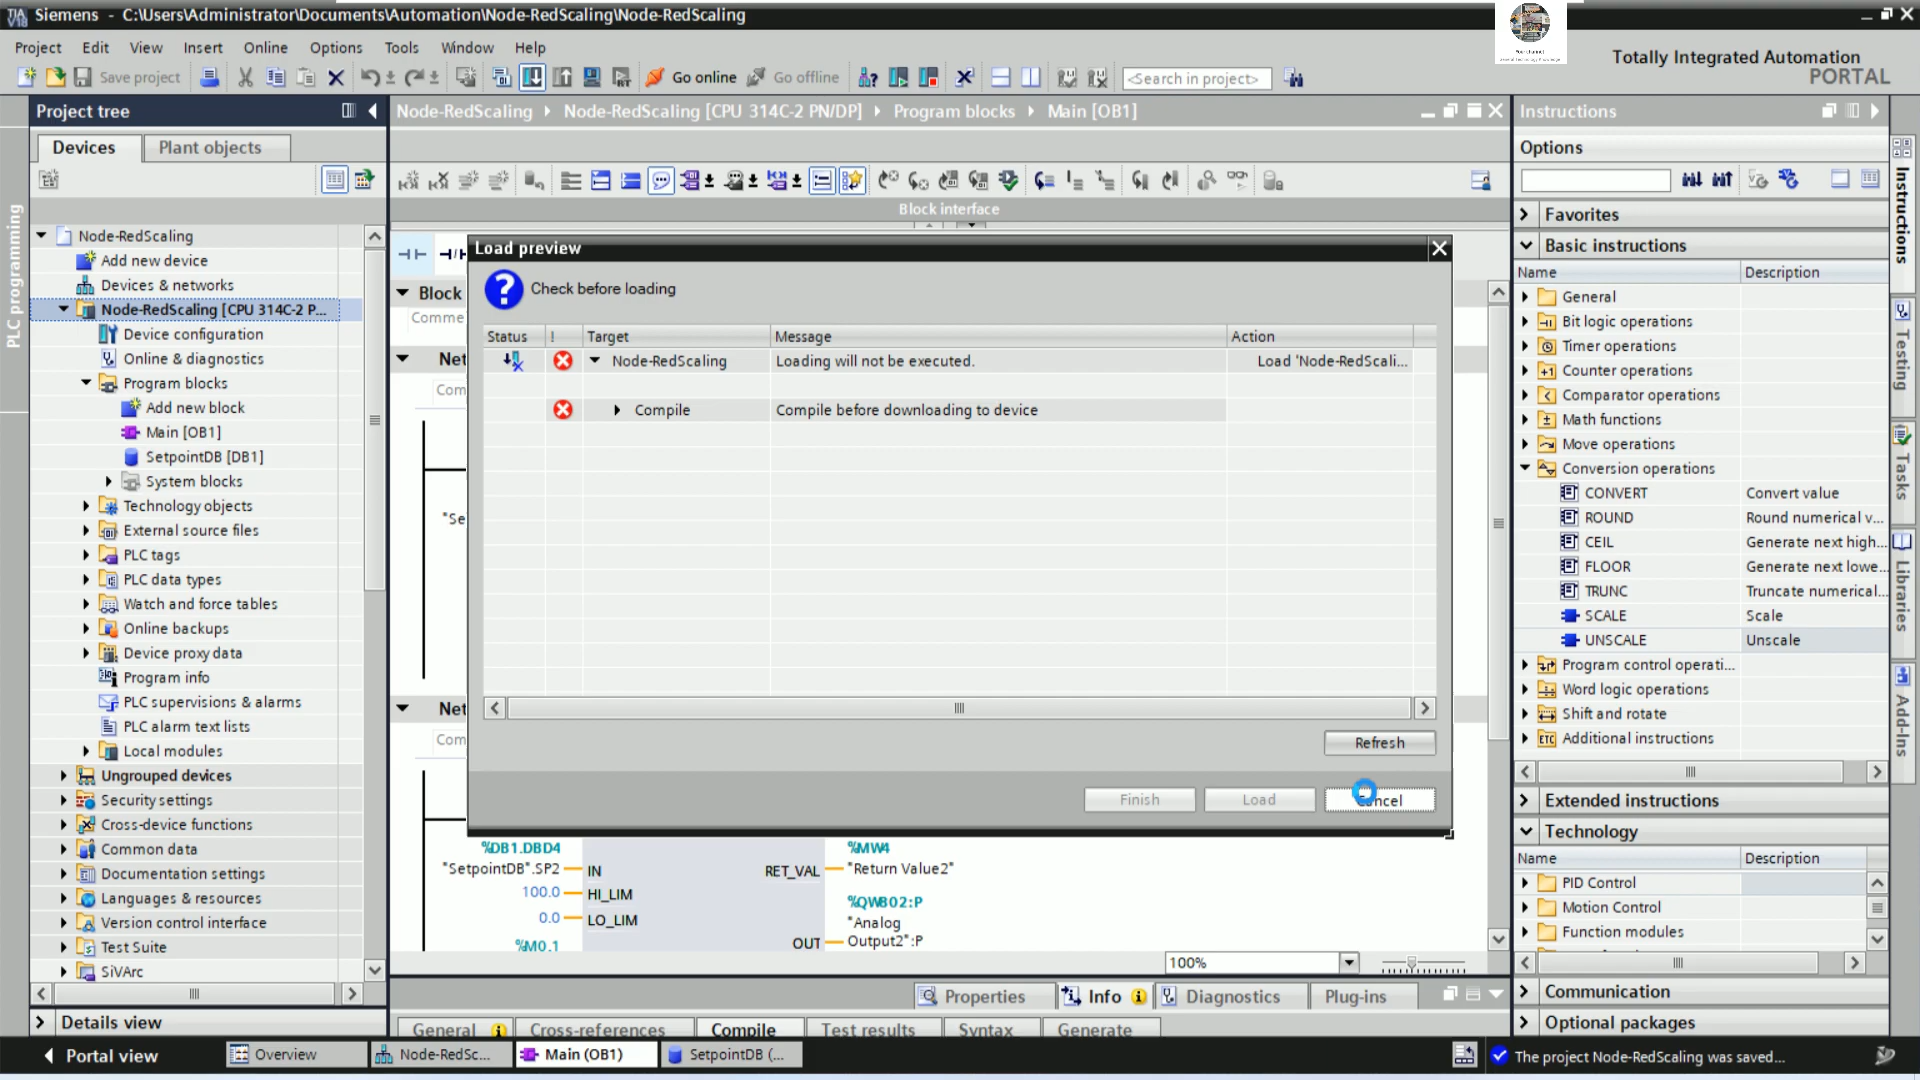 Siemens - C:\Users\Administrator\Documents\Automation\Node-RedScaling\Node-RedScaling
Project Edit View Insert Online Options Tools Window Help
Totally Integrated Automation
PORTAL
Save project
Go online
Go offline
<Search in project>
Your channel
Project tree
Node-RedScaling
Node-RedScaling [CPU 314C-2 PN/DP]
Program blocks
Main [OB1]
Instructions
Devices
Plant objects
Options
PLC programming
Block interface
Node-RedScaling
Add new device
Devices & networks
Node-RedScaling [CPU 314C-2 P...
Device configuration
Online & diagnostics
Program blocks
Add new block
Main [OB1]
SetpointDB [DB1]
System blocks
Technology objects
External source files
PLC tags
PLC data types
Watch and force tables
Online backups
Device proxy data
Program info
PLC supervisions & alarms
PLC alarm text lists
Local modules
Ungrouped devices
Security settings
Cross-device functions
Common data
Documentation settings
Languages & resources
Version control interface
Test Suite
SiVArc
Details view
Block
Comme
Net
Com
"Se
Net
Com
Load preview
Check before loading
Status ! Target Message Action
Node-RedScaling Loading will not be executed. Load 'Node-RedScali...
Compile Compile before downloading to device
Refresh
Finish
Load
Cancel
%DB1.DBD4
"SetpointDB".SP2
IN
100.0
HI_LIM
0.0
LO_LIM
%M0.1
RET_VAL
%MW4
"Return Value2"
%QW802:P
"Analog
Output2":P
OUT
100%
Properties
Info
Diagnostics
Plug-ins
General
Cross-references
Compile
Test results
Syntax
Generate
Favorites
Basic instructions
Name Description
General
Bit logic operations
Timer operations
Counter operations
Comparator operations
Math functions
Move operations
Conversion operations
CONVERT Convert value
ROUND Round numerical v...
CEIL Generate next high...
FLOOR Generate next lowe...
TRUNC Truncate numerical...
SCALE Scale
UNSCALE Unscale
Program control operati...
Word logic operations
Shift and rotate
Additional instructions
Extended instructions
Technology
Name Description
PID Control
Motion Control
Function modules
Communication
Optional packages
Instructions
Testing
Tasks
Libraries
Add-Ins
Portal view
Overview
Node-RedSc...
Main (OB1)
SetpointDB (...
The project Node-RedScaling was saved...